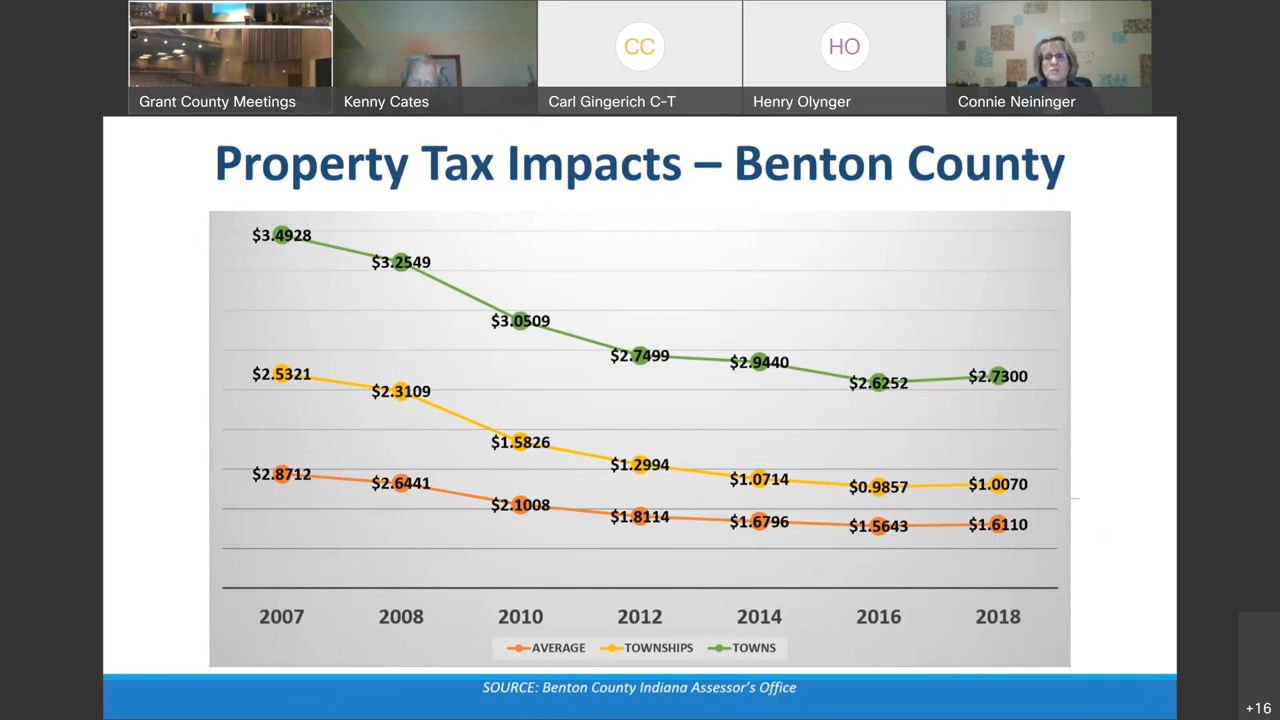 CC
HO
Grant County Meetings
Kenny Cates
Carl Gingerich C-T
Henry Olynger
Connie Neininger
Property Tax Impacts – Benton County
$3.4928
$3.2549
$3.0509
$2.7499
$2.9440
$2.6252
$2.7300
$2.5321
$2.3109
$1.5826
$1.2994
$1.0714
$0.9857
$1.0070
$2.8712
$2.6441
$2.1008
$1.8114
$1.6796
$1.5643
$1.6110
2007 2008 2010 2012 2014 2016 2018
AVERAGE TOWNSHIPS TOWNS
SOURCE: Benton County Indiana Assessor's Office
+16